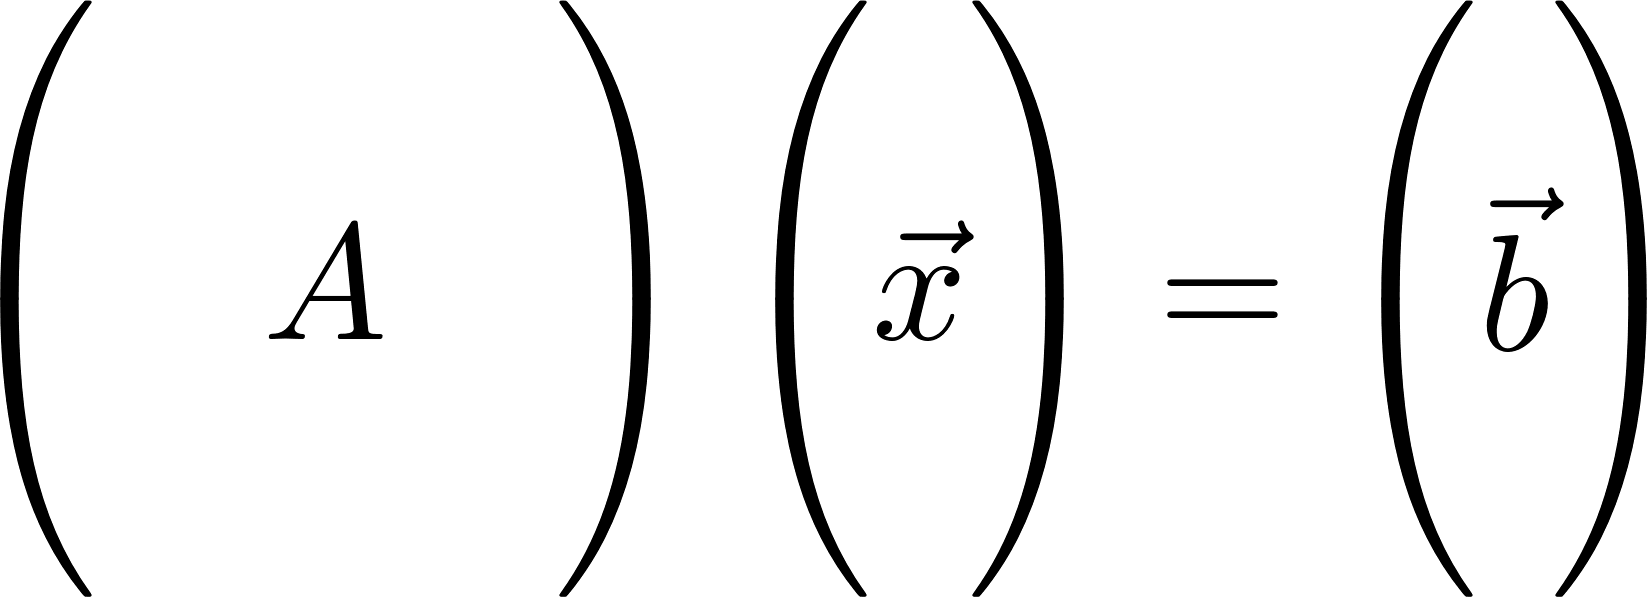 (A) (x⃗) = (b⃗)